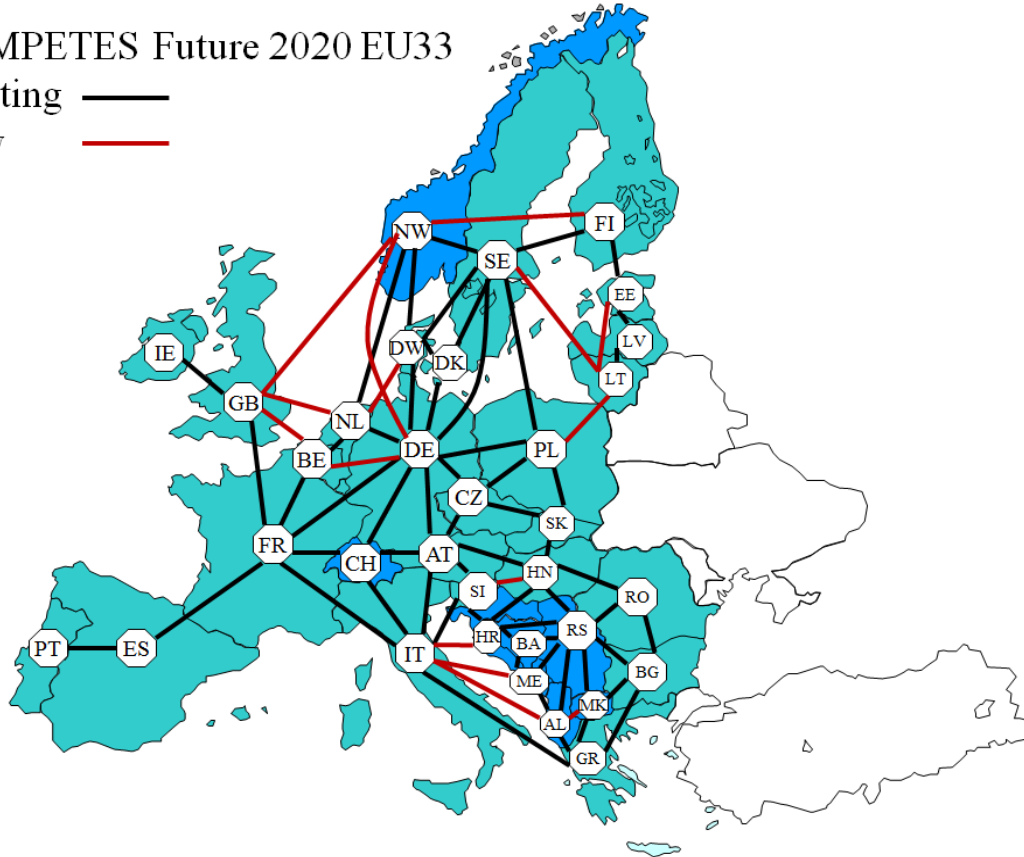 MPETES Future 2020 EU33
ting
NW
FI
SE
EE
LV
IE
DW
DK
LT
GB
NL
BE
DE
PL
CZ
SK
FR
CH
AT
HN
SI
RO
HR
RS
BA
PT
ES
IT
BG
ME
MK
AL
GR